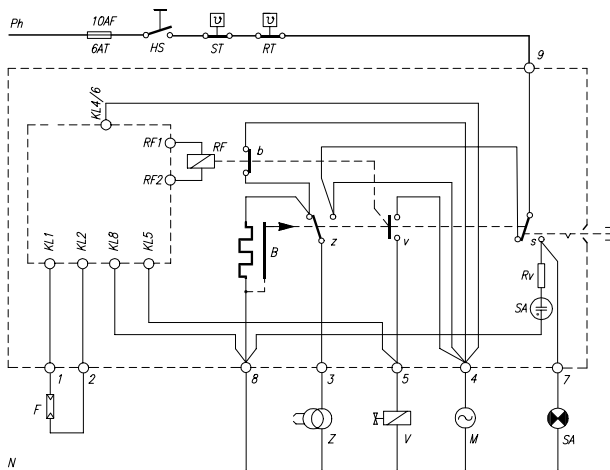 Ph
10AF
6AT
HS
ʋ
ST
ʋ
RT
9
KL4/6
RF1
RF
RF2
b
KL1
KL2
KL8
KL5
B
z
v
s
Rv
SA
1
2
8
3
5
4
7
F
Z
V
M
SA
N